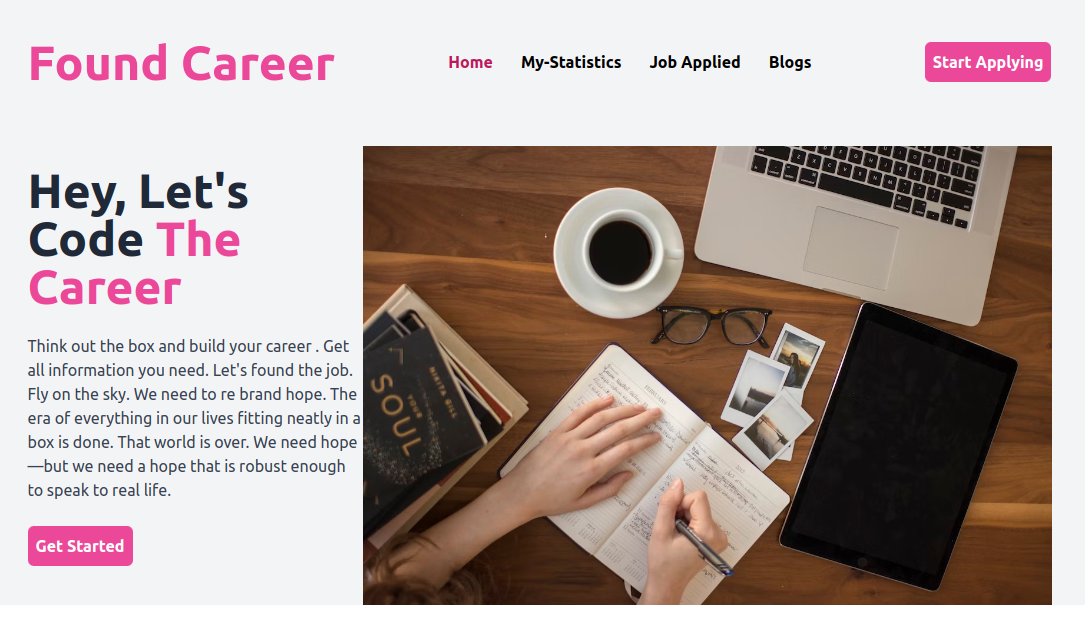 Found Career
Home My-Statistics Job Applied Blogs
Start Applying
Hey, Let's
Code The
Career
Think out the box and build your career . Get
all information you need. Let's found the job.
Fly on the sky. We need to re brand hope. The
era of everything in our lives fitting neatly in a
box is done. That world is over. We need hope
—but we need a hope that is robust enough
to speak to real life.
Get Started
SOUL
NIKITA GILL